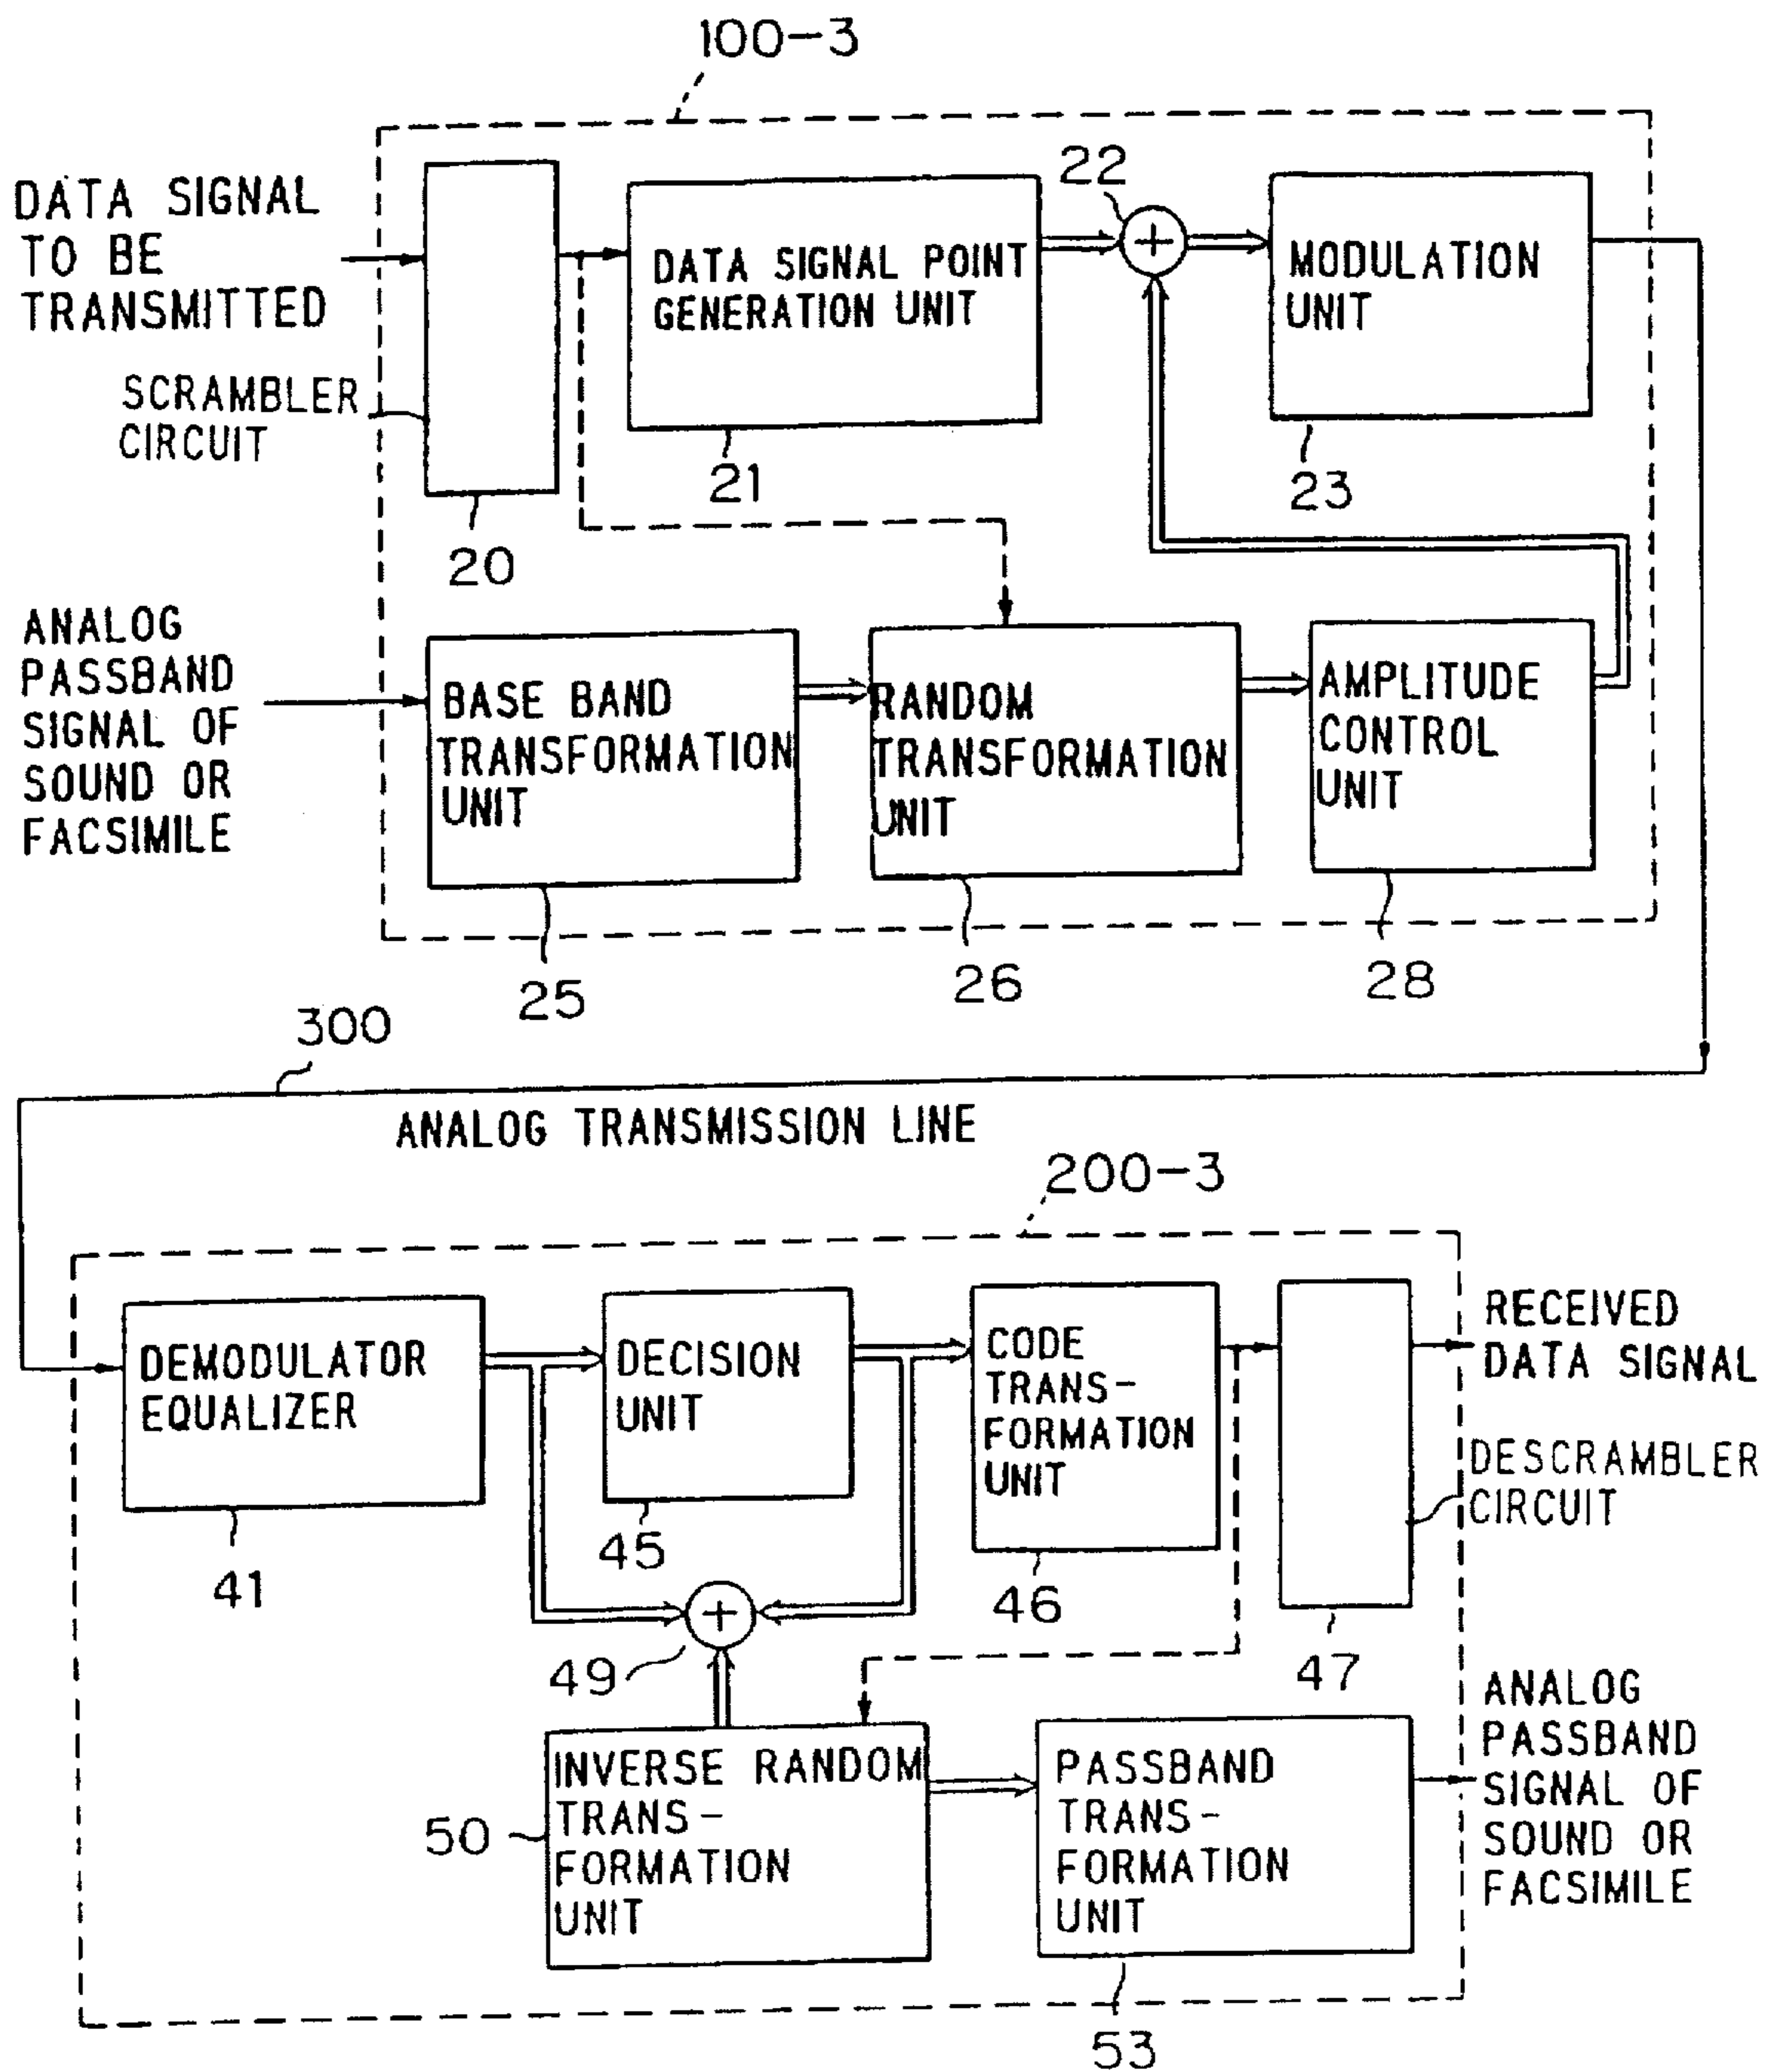 100-3
DATA SIGNAL
TO BE
TRANSMITTED
SCRAMBLER
CIRCUIT
20
DATA SIGNAL POINT
GENERATION UNIT
21
22
+
MODULATION
UNIT
23
ANALOG
PASSBAND
SIGNAL OF
SOUND OR
FACSIMILE
BASE BAND
TRANSFORMATION
UNIT
25
RANDOM
TRANSFORMATION
UNIT
26
AMPLITUDE
CONTROL
UNIT
28
300
ANALOG TRANSMISSION LINE
200-3
DEMODULATOR
EQUALIZER
41
DECISION
UNIT
45
CODE
TRANS-
FORMATION
UNIT
46
RECEIVED
DATA SIGNAL
DESCRAMBLER
CIRCUIT
47
+
49
INVERSE RANDOM
TRANS-
FORMATION
UNIT
50
PASSBAND
TRANS-
FORMATION
UNIT
53
ANALOG
PASSBAND
SIGNAL OF
SOUND OR
FACSIMILE